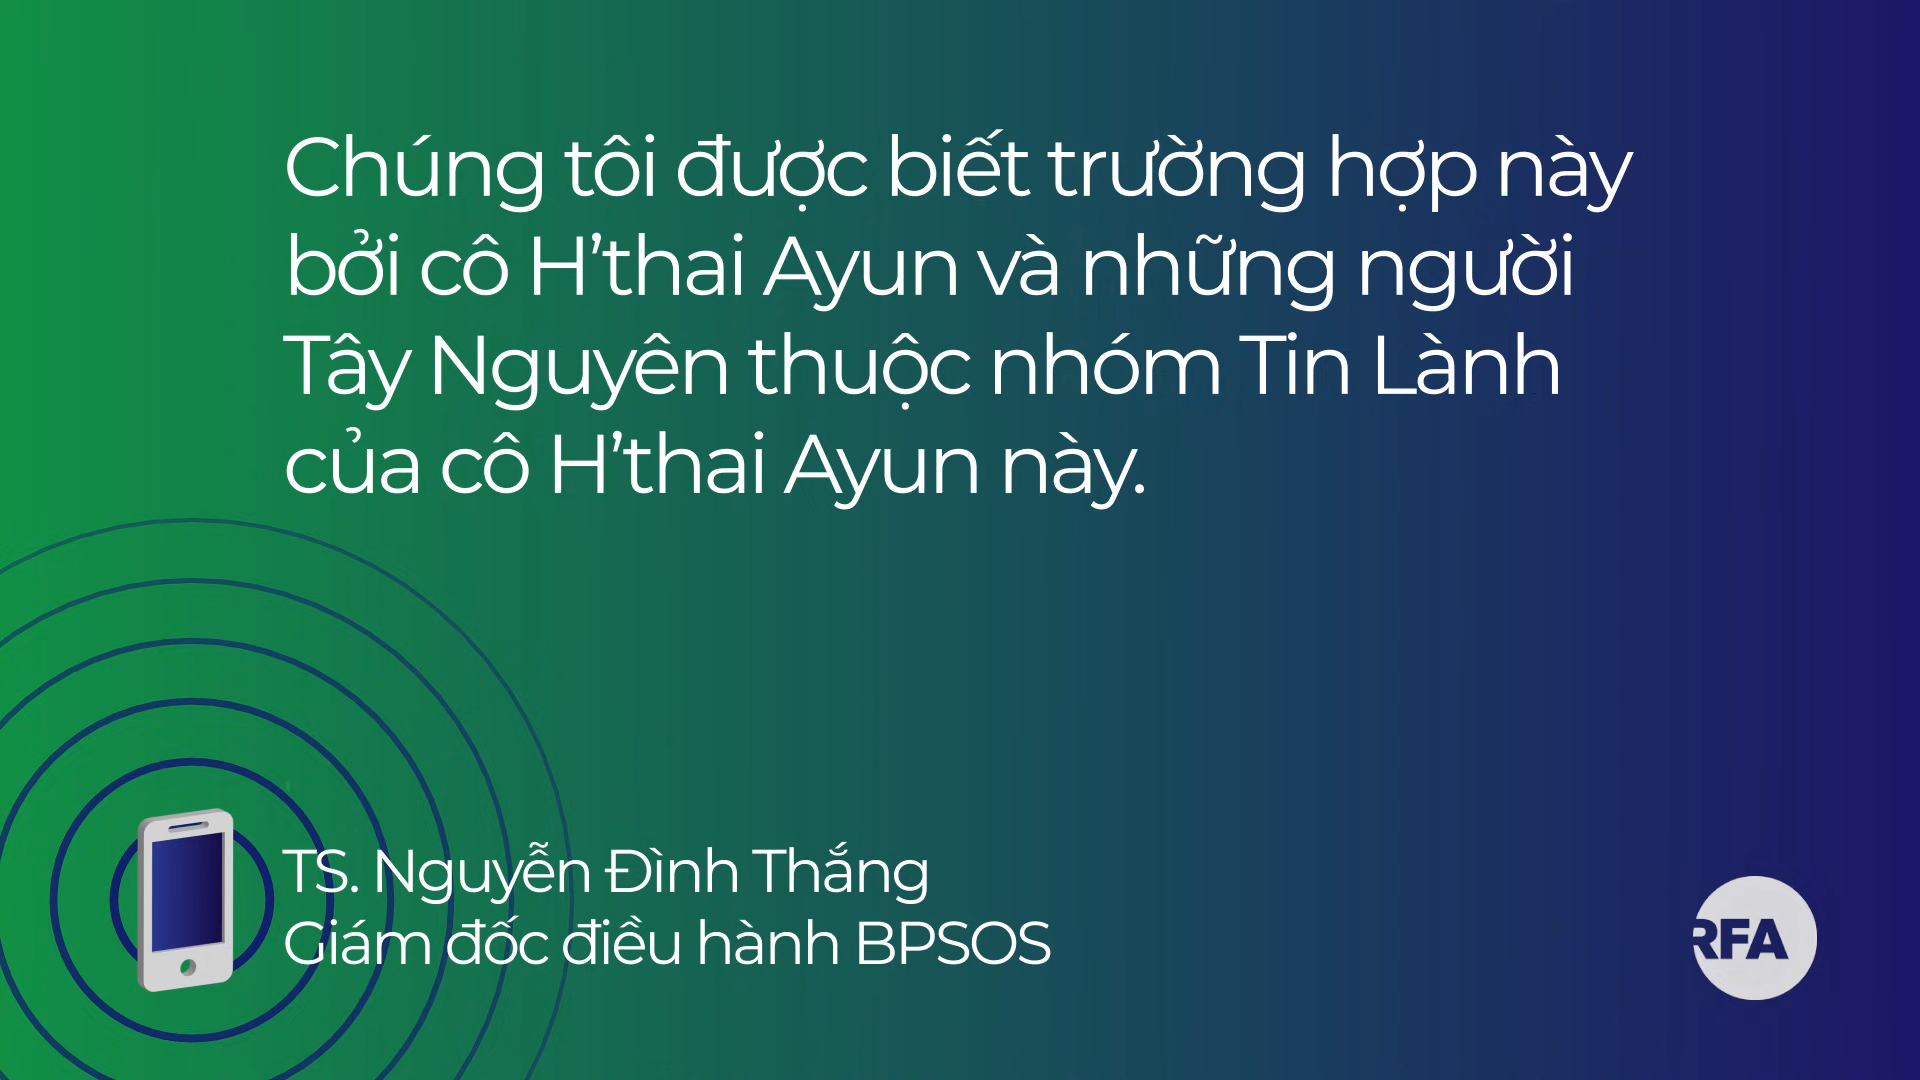 Chúng tôi được biết trường hợp này
bởi cô H’thai Ayun và những người
Tây Nguyên thuộc nhóm Tin Lành
của cô H’thai Ayun này.
TS. Nguyễn Đình Thắng
Giám đốc điều hành BPSOS
RFA